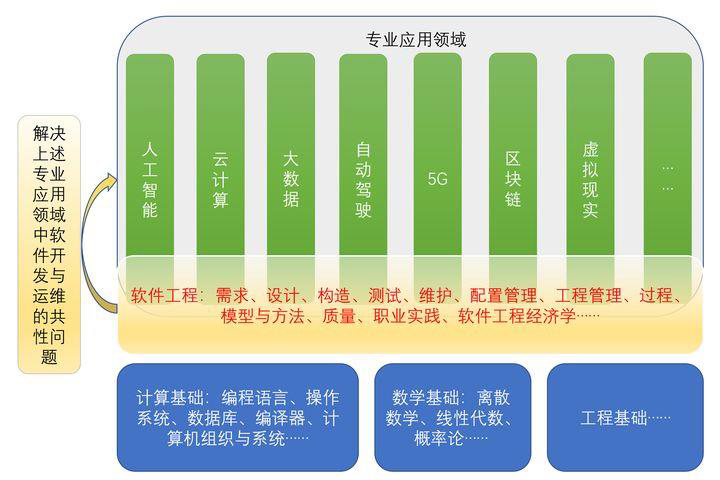 专业应用领域
人工智能
云计算
大数据
自动驾驶
5G
区块链
虚拟现实
……
解决
上述
专业
应用
领域
中软
件开
发与
运维
的共
性问
题
软件工程：需求、设计、构造、测试、维护、配置管理、工程管理、过程、
模型与方法、质量、职业实践、软件工程经济学……
计算基础：编程语言、操作
系统、数据库、编译器、计
算机组织与系统……
数学基础：离散
数学、线性代数、
概率论……
工程基础……